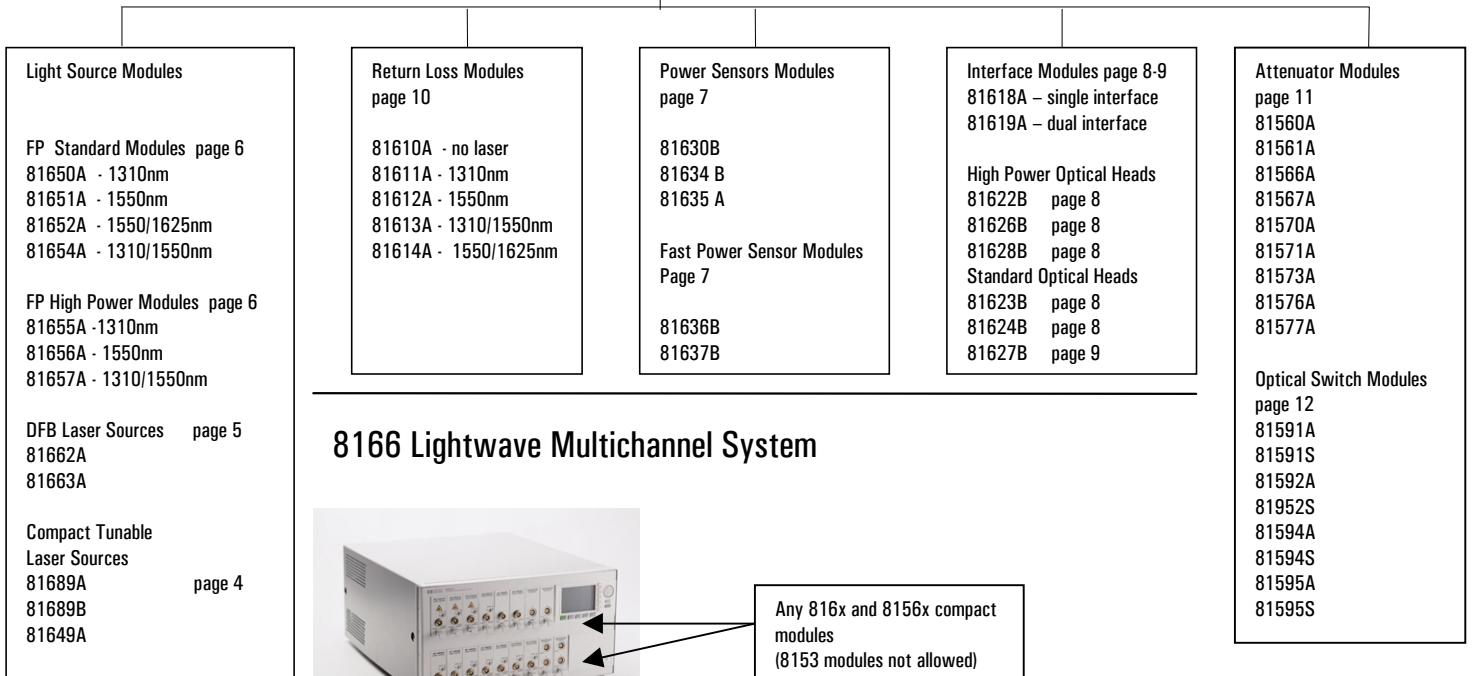 Light Source Modules
FP Standard Modules page 6
81650A - 1310nm
81651A - 1550nm
81652A - 1550/1625nm
81654A - 1310/1550nm
FP High Power Modules page 6
81655A -1310nm
81656A - 1550nm
81657A - 1310/1550nm
DFB Laser Sources page 5
81662A
81663A
Compact Tunable
Laser Sources
81689A page 4
81689B
81649A
Return Loss Modules
page 10
81610A - no laser
81611A - 1310nm
81612A - 1550nm
81613A - 1310/1550nm
81614A - 1550/1625nm
Power Sensors Modules
page 7
81630B
81634 B
81635 A
Fast Power Sensor Modules
Page 7
81636B
81637B
Interface Modules page 8-9
81618A – single interface
81619A – dual interface
High Power Optical Heads
81622B page 8
81626B page 8
81628B page 8
Standard Optical Heads
81623B page 8
81624B page 8
81627B page 9
Attenuator Modules
page 11
81560A
81561A
81566A
81567A
81570A
81571A
81573A
81576A
81577A
Optical Switch Modules
page 12
81591A
81591S
81592A
81952S
81594A
81594S
81595A
81595S
8166 Lightwave Multichannel System
Any 816x and 8156x compact
modules
(8153 modules not allowed)